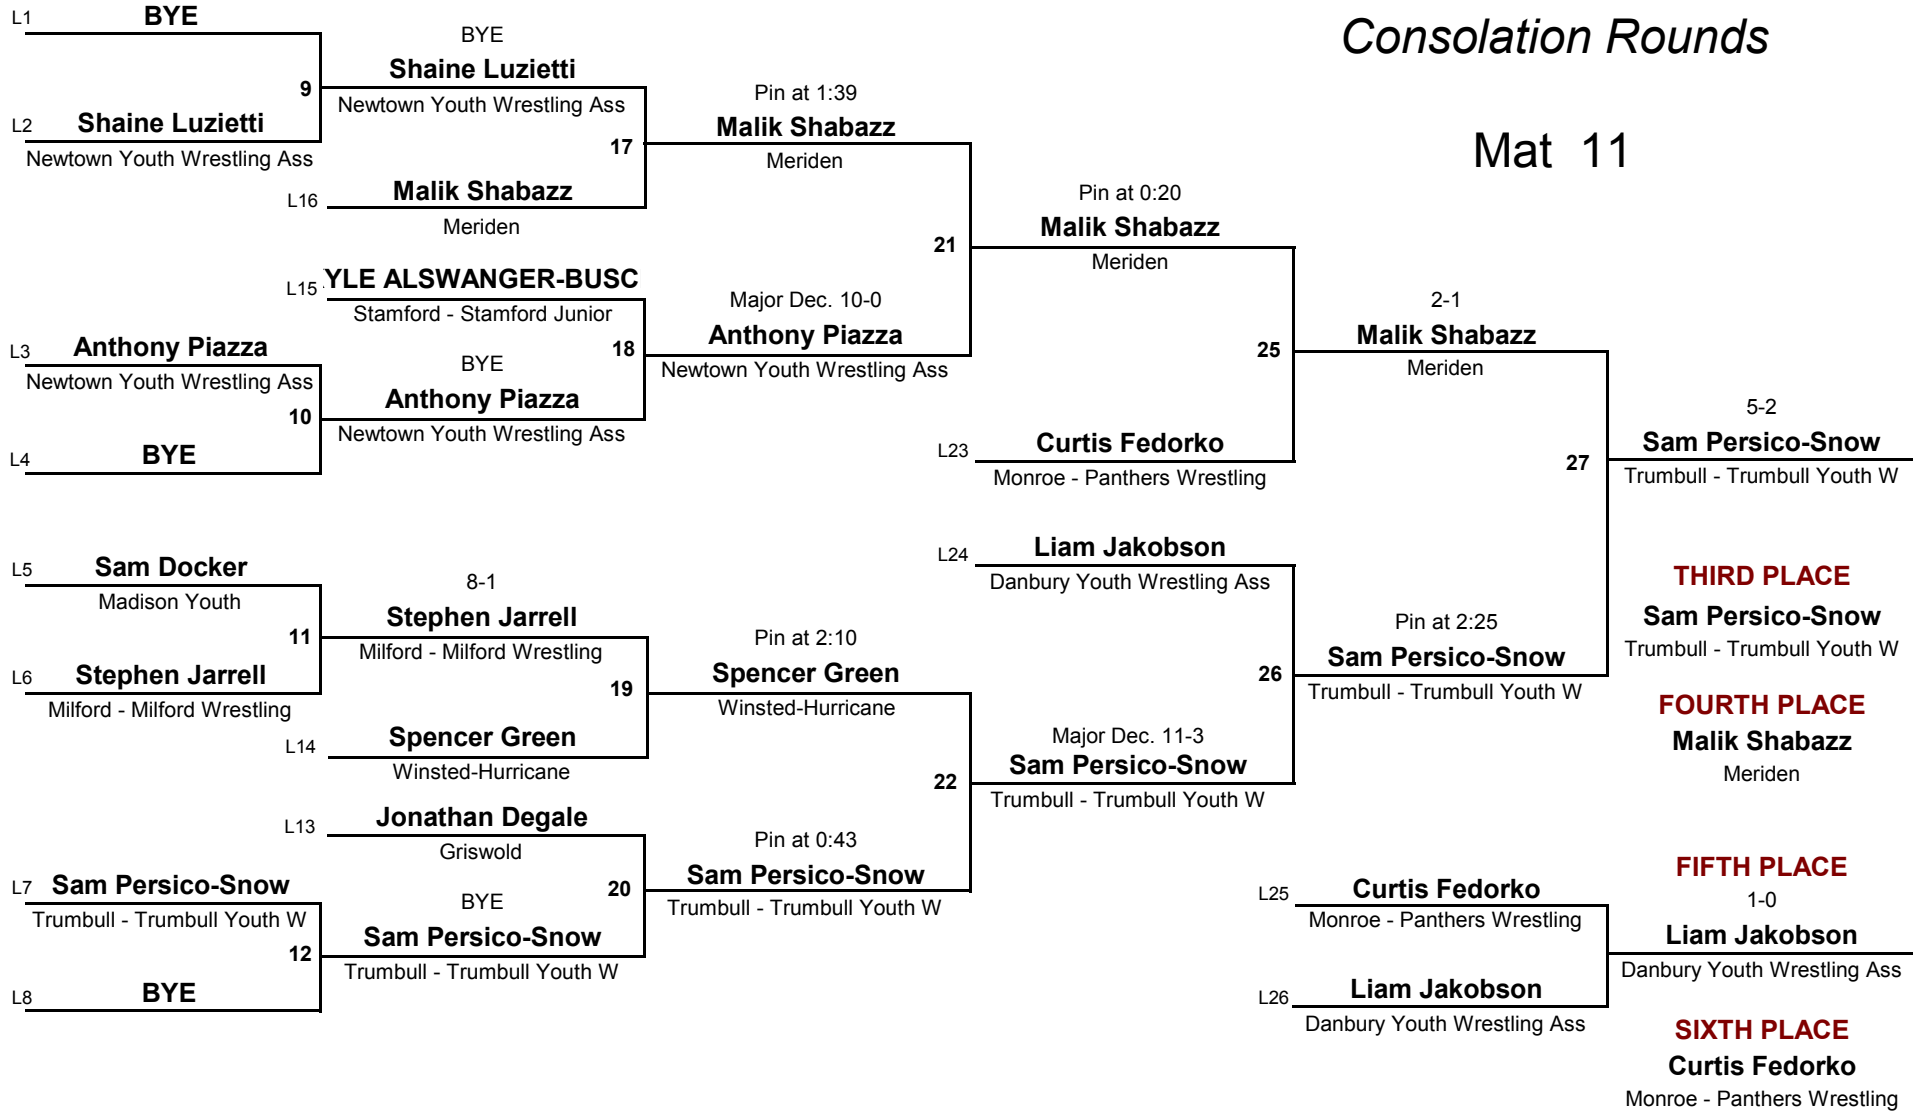 Consolation Rounds
Mat 11
L1 BYE
9
L2 Shaine Luzietti
Newtown Youth Wrestling Ass
BYE
Shaine Luzietti
Newtown Youth Wrestling Ass
17
L16 Malik Shabazz
Meriden
Pin at 1:39
Malik Shabazz
Meriden
L15 YLE ALSWANGER-BUSC
Stamford - Stamford Junior
18
L3 Anthony Piazza
Newtown Youth Wrestling Ass
10
L4 BYE
BYE
Anthony Piazza
Newtown Youth Wrestling Ass
Major Dec. 10-0
Anthony Piazza
Newtown Youth Wrestling Ass
21
Pin at 0:20
Malik Shabazz
Meriden
25
L23 Curtis Fedorko
Monroe - Panthers Wrestling
2-1
Malik Shabazz
Meriden
27
5-2
Sam Persico-Snow
Trumbull - Trumbull Youth W
L5 Sam Docker
Madison Youth
11
L6 Stephen Jarrell
Milford - Milford Wrestling
8-1
Stephen Jarrell
Milford - Milford Wrestling
19
L14 Spencer Green
Winsted-Hurricane
Pin at 2:10
Spencer Green
Winsted-Hurricane
22
L13 Jonathan Degale
Griswold
20
L7 Sam Persico-Snow
Trumbull - Trumbull Youth W
12
L8 BYE
BYE
Sam Persico-Snow
Trumbull - Trumbull Youth W
Pin at 0:43
Sam Persico-Snow
Trumbull - Trumbull Youth W
L24 Liam Jakobson
Danbury Youth Wrestling Ass
26
Major Dec. 11-3
Sam Persico-Snow
Trumbull - Trumbull Youth W
Pin at 2:25
Sam Persico-Snow
Trumbull - Trumbull Youth W
THIRD PLACE
Sam Persico-Snow
Trumbull - Trumbull Youth W
FOURTH PLACE
Malik Shabazz
Meriden
L25 Curtis Fedorko
Monroe - Panthers Wrestling
L26 Liam Jakobson
Danbury Youth Wrestling Ass
FIFTH PLACE
1-0
Liam Jakobson
Danbury Youth Wrestling Ass
SIXTH PLACE
Curtis Fedorko
Monroe - Panthers Wrestling